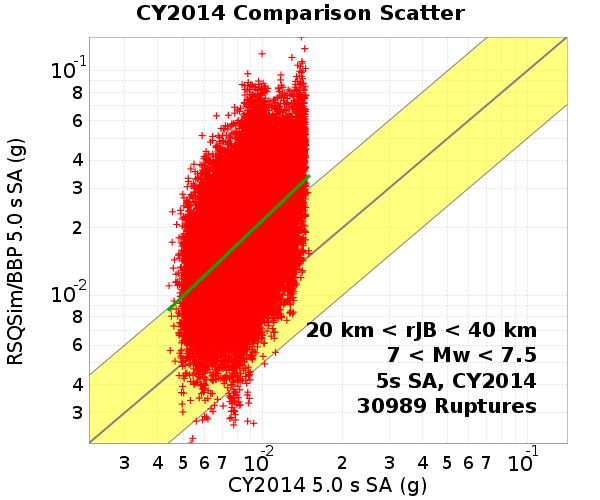 CY2014 Comparison Scatter
RSQSim/BBP 5.0 s SA (g)
10-1
8
6
4
3
2
10-2
8
6
4
3
20 km < rJB < 40 km
7 < Mw < 7.5
5s SA, CY2014
30989 Ruptures
3 4 5 6 7 10-2 2 3 4 5 6 7 10-1
CY2014 5.0 s SA (g)